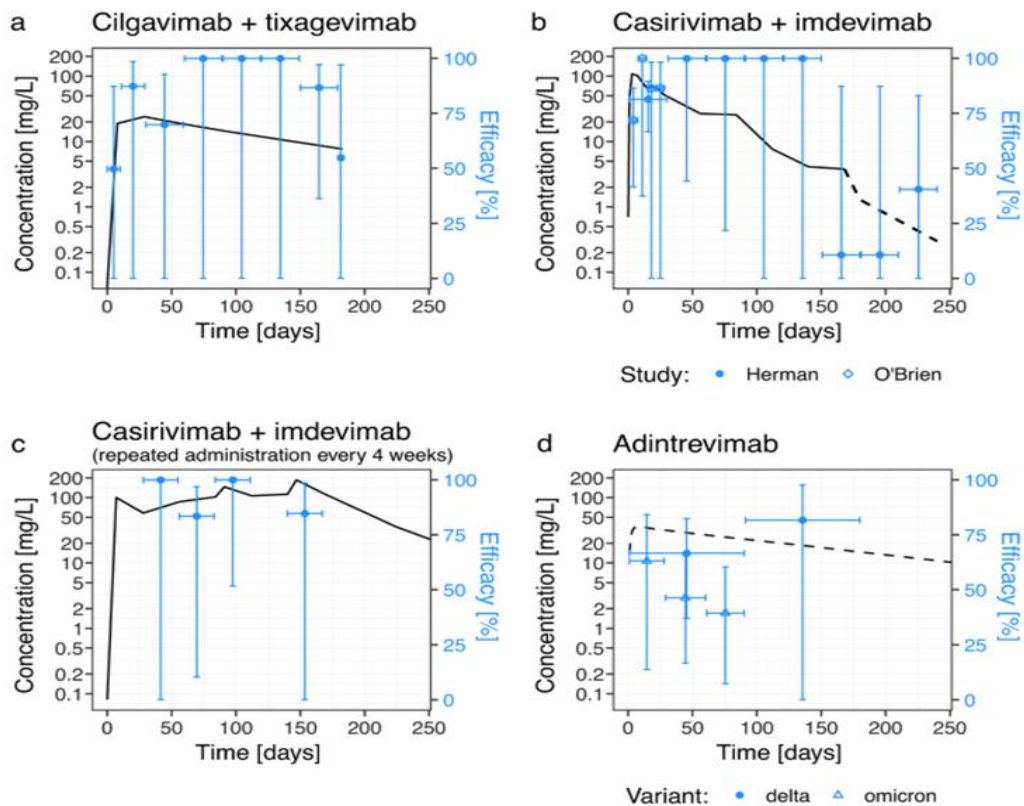 a
Cilgavimab + tixagevimab
Concentration [mg/L]
200
100
50
20
10
5
2
1
0.5
0.2
0.1
100
75
50
25
0
Efficacy [%]
0 50 100 150 200 250
Time [days]
b
Casirivimab + imdevimab
Concentration [mg/L]
200
100
50
20
10
5
2
1
0.5
0.2
0.1
100
75
50
25
0
Efficacy [%]
0 50 100 150 200 250
Time [days]
Study: Herman O'Brien
c
Casirivimab + imdevimab
(repeated administration every 4 weeks)
Concentration [mg/L]
200
100
50
20
10
5
2
1
0.5
0.2
0.1
100
75
50
25
0
Efficacy [%]
0 50 100 150 200 250
Time [days]
d
Adintrevimab
Concentration [mg/L]
200
100
50
20
10
5
2
1
0.5
0.2
0.1
100
75
50
25
0
Efficacy [%]
0 50 100 150 200 250
Time [days]
Variant: delta omicron